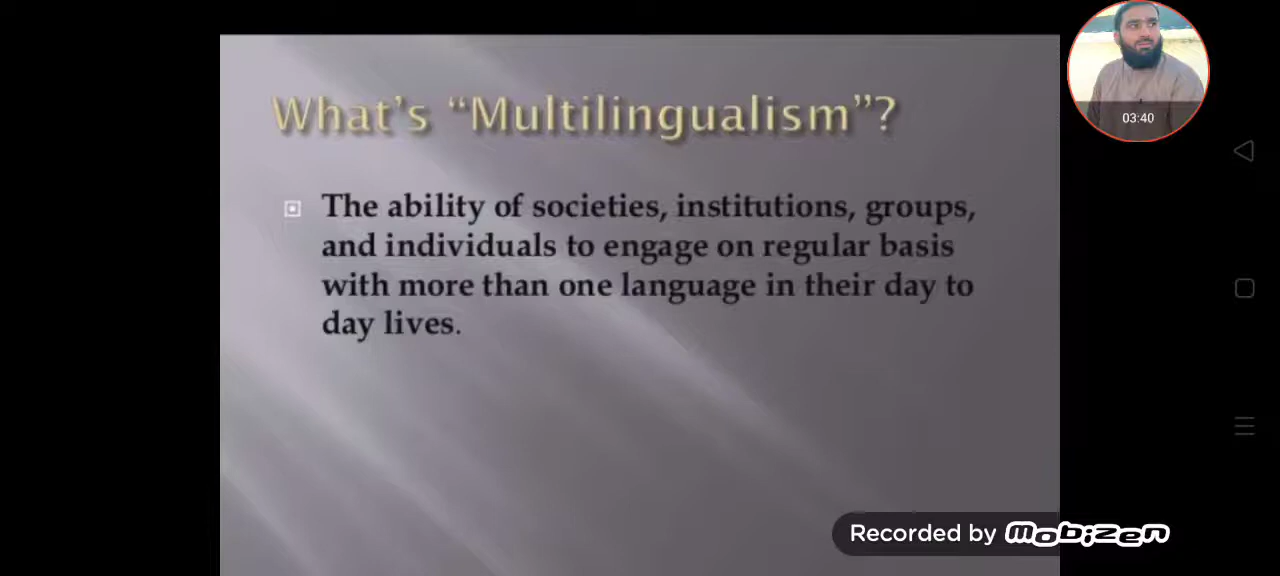 What's “Multilingualism”?
03:40
The ability of societies, institutions, groups,
and individuals to engage on regular basis
with more than one language in their day to
day lives.
Recorded by mobizen